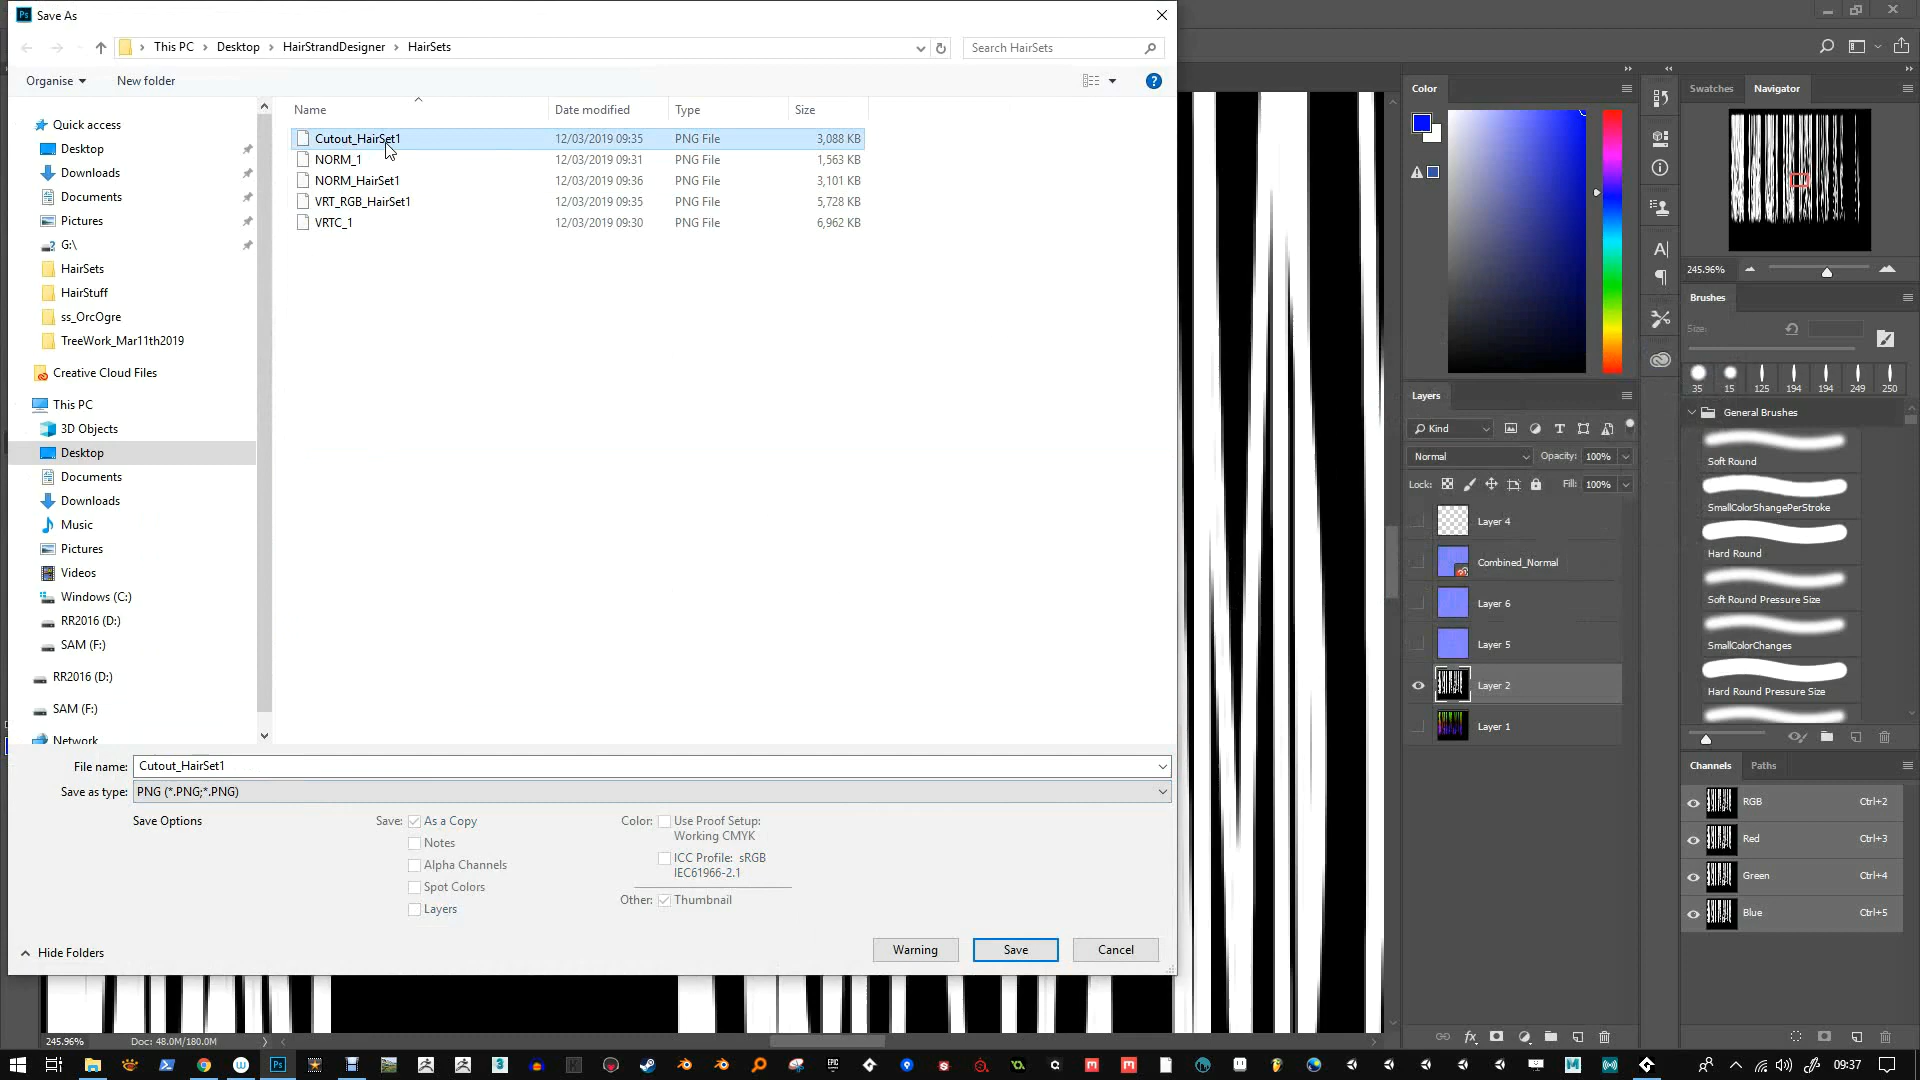 Save As
This PC
Desktop
HairStrandDesigner
HairSets
Search HairSets
Organise
New folder
Name
Date modified
Type
Size
Cutout_HairSet1 12/03/2019 09:35 PNG File 3,088 KB
NORM_1 12/03/2019 09:31 PNG File 1,563 KB
NORM_HairSet1 12/03/2019 09:36 PNG File 3,101 KB
VRT_RGB_HairSet1 12/03/2019 09:35 PNG File 5,728 KB
VRTC_1 12/03/2019 09:30 PNG File 6,962 KB
Quick access
Desktop
Downloads
Documents
Pictures
G:\
HairSets
HairStuff
ss_OrcOgre
TreeWork_Mar11th2019
Creative Cloud Files
This PC
3D Objects
Desktop
Documents
Downloads
Music
Pictures
Videos
Windows (C:)
RR2016 (D:)
SAM (F:)
RR2016 (D:)
SAM (F:)
Network
File name: Cutout_HairSet1
Save as type: PNG (*.PNG;*.PNG)
Save Options
Save: As a Copy
Notes
Alpha Channels
Spot Colors
Layers
Color: Use Proof Setup:
Working CMYK
ICC Profile: sRGB
IEC61966-2.1
Other: Thumbnail
Hide Folders
Warning
Save
Cancel
245.96%
Doc: 48.0M/180.0M
Color
Layers
Kind
Normal
Opacity: 100%
Lock:
Fill: 100%
Layer 4
Combined_Normal
Layer 6
Layer 5
Layer 2
Layer 1
Swatches
Navigator
245.96%
Brushes
Size:
35 15 125 194 194 249 250
General Brushes
Soft Round
SmallColorShangePerStroke
Hard Round
Soft Round Pressure Size
SmallColorChanges
Hard Round Pressure Size
Channels
Paths
RGB Ctrl+2
Red Ctrl+3
Green Ctrl+4
Blue Ctrl+5
09:37